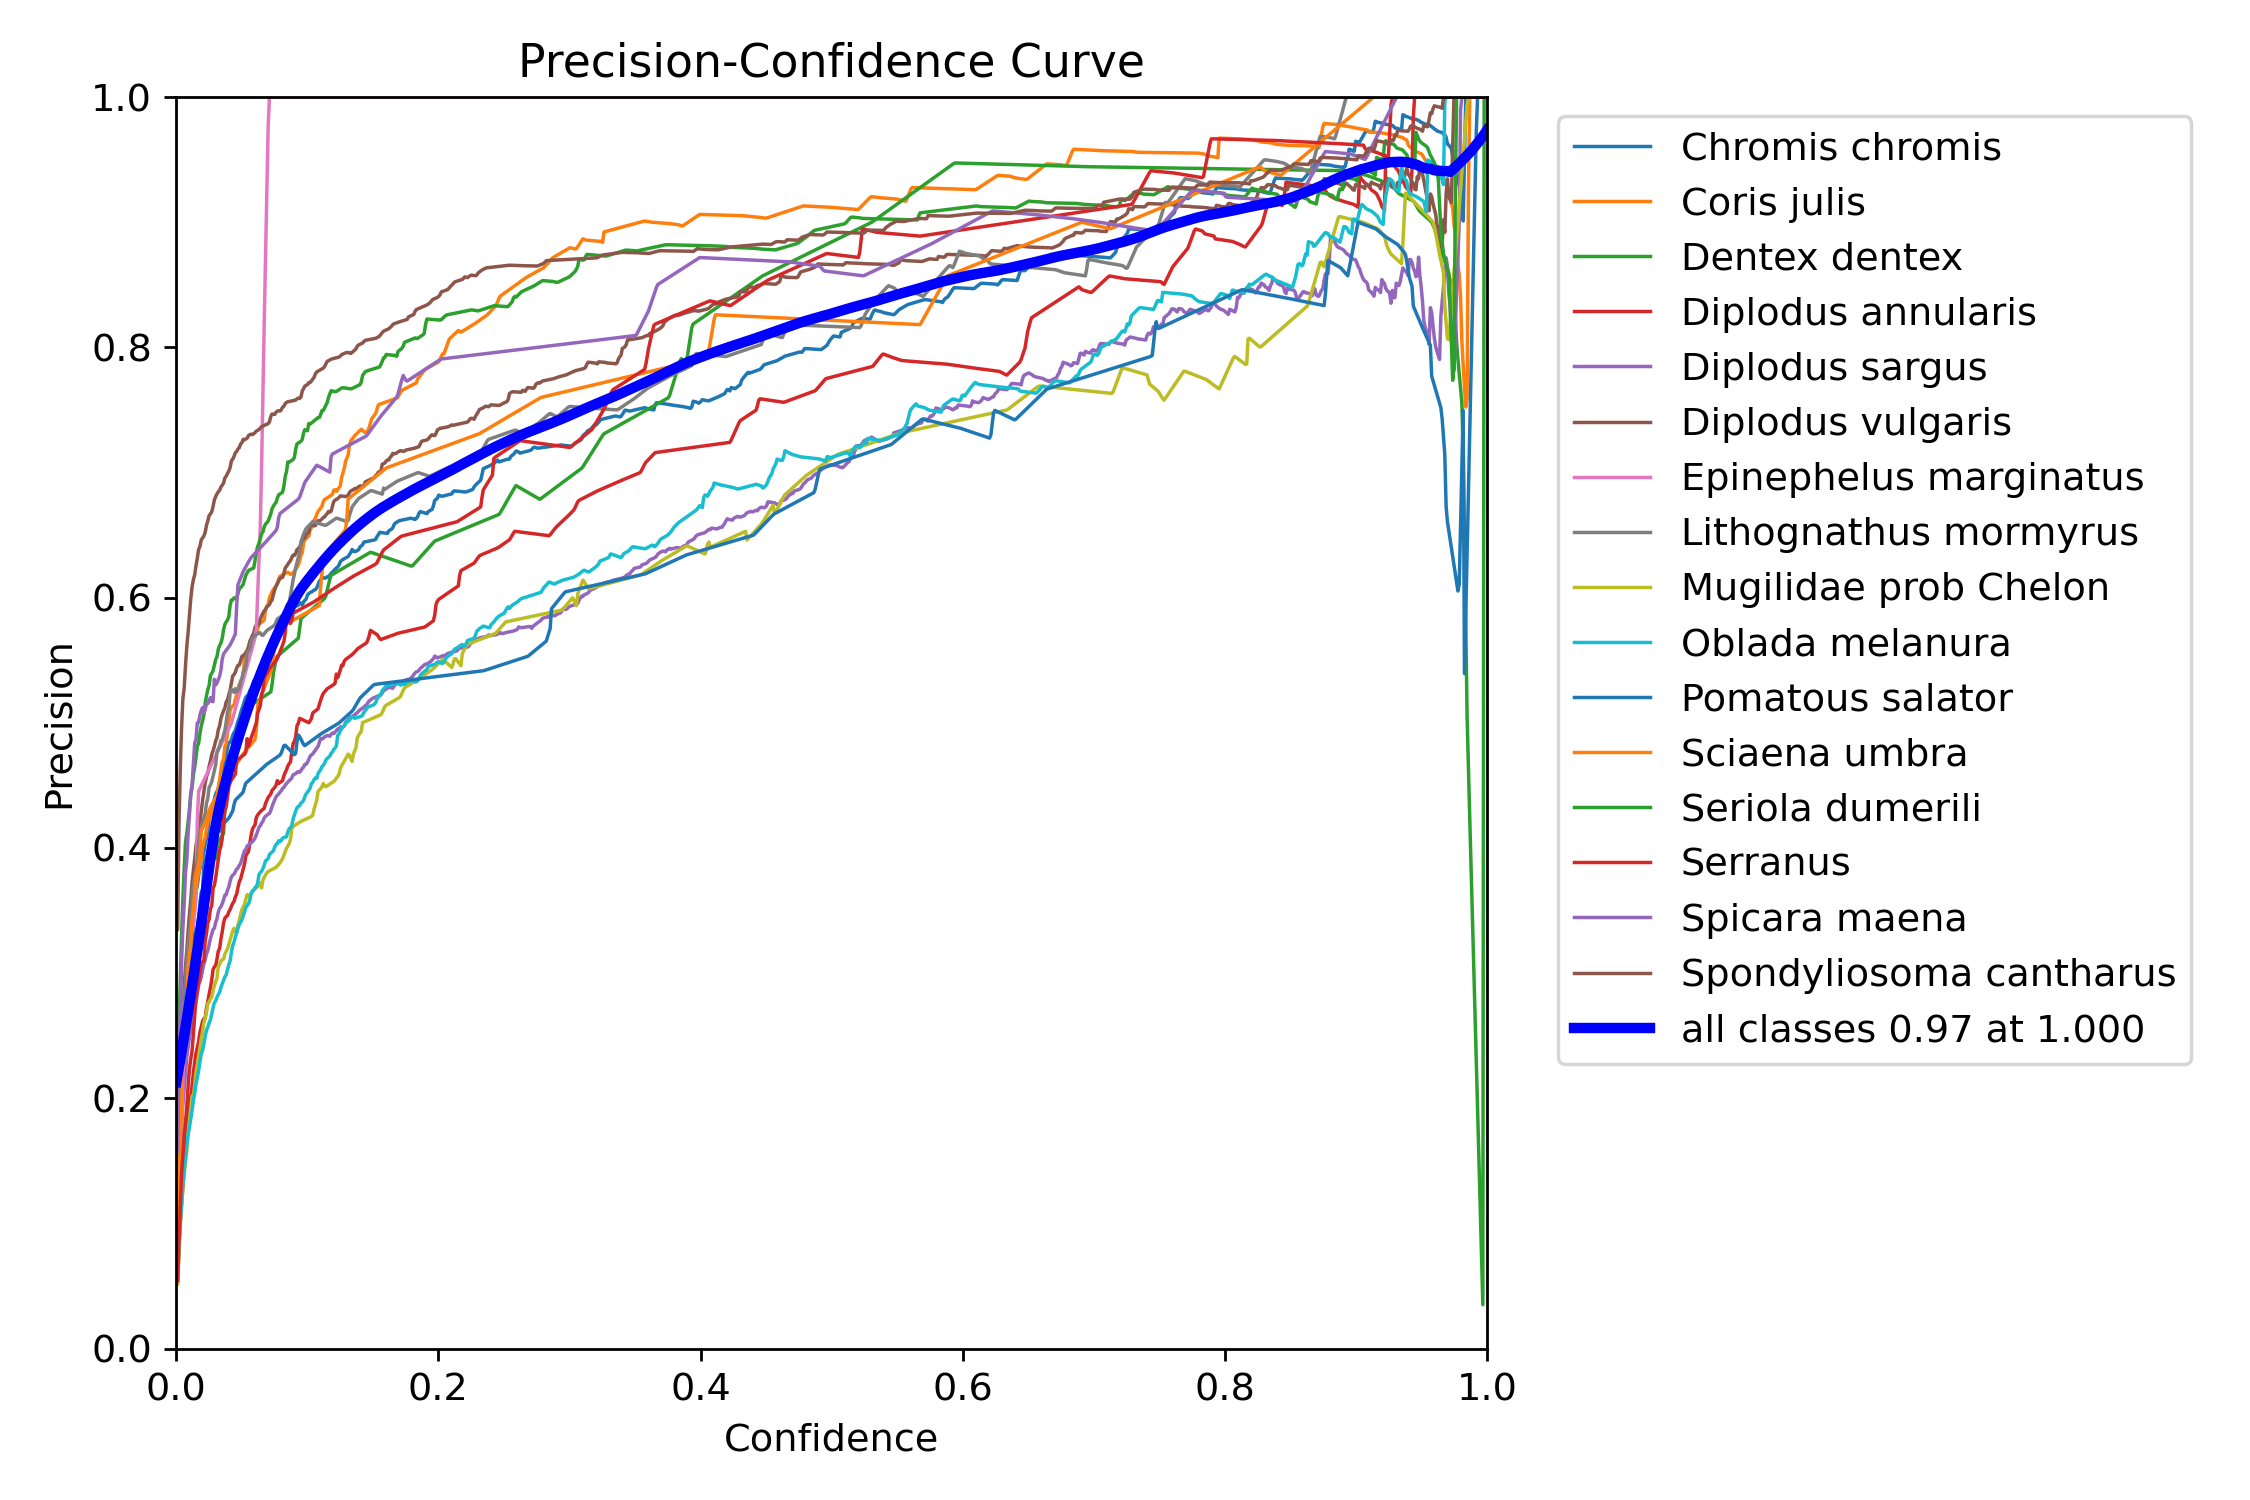 Precision-Confidence Curve
1.0
0.8
0.6
0.4
0.2
0.0
Precision
0.0 0.2 0.4 0.6 0.8 1.0
Confidence
Chromis chromis
Coris julis
Dentex dentex
Diplodus annularis
Diplodus sargus
Diplodus vulgaris
Epinephelus marginatus
Lithognathus mormyrus
Mugilidae prob Chelon
Oblada melanura
Pomatous salator
Sciaena umbra
Seriola dumerili
Serranus
Spicara maena
Spondyliosoma cantharus
all classes 0.97 at 1.000